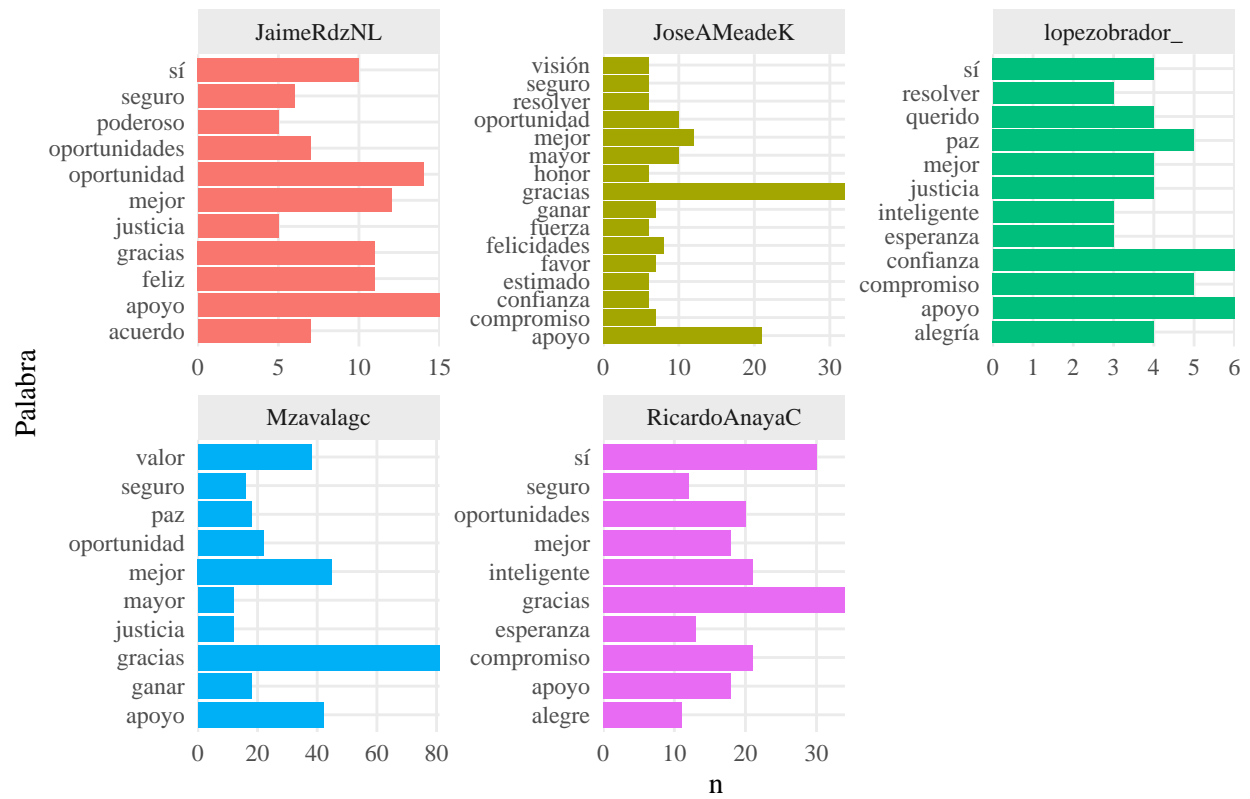 Palabra
JaimeRdzNL
sí
seguro
poderoso
oportunidades
oportunidad
mejor
justicia
gracias
feliz
apoyo
acuerdo
0 5 10 15
JoseAMeadeK
visión
seguro
resolver
oportunidad
mejor
mayor
honor
gracias
ganar
fuerza
felicidades
favor
estimado
confianza
compromiso
apoyo
0 10 20 30
lopezobrador_
sí
resolver
querido
paz
mejor
justicia
inteligente
esperanza
confianza
compromiso
apoyo
alegría
0 1 2 3 4 5 6
Mzavalagc
valor
seguro
paz
oportunidad
mejor
mayor
justicia
gracias
ganar
apoyo
0 20 40 60 80
RicardoAnayaC
sí
seguro
oportunidades
mejor
inteligente
gracias
esperanza
compromiso
apoyo
alegre
0 10 20 30
n